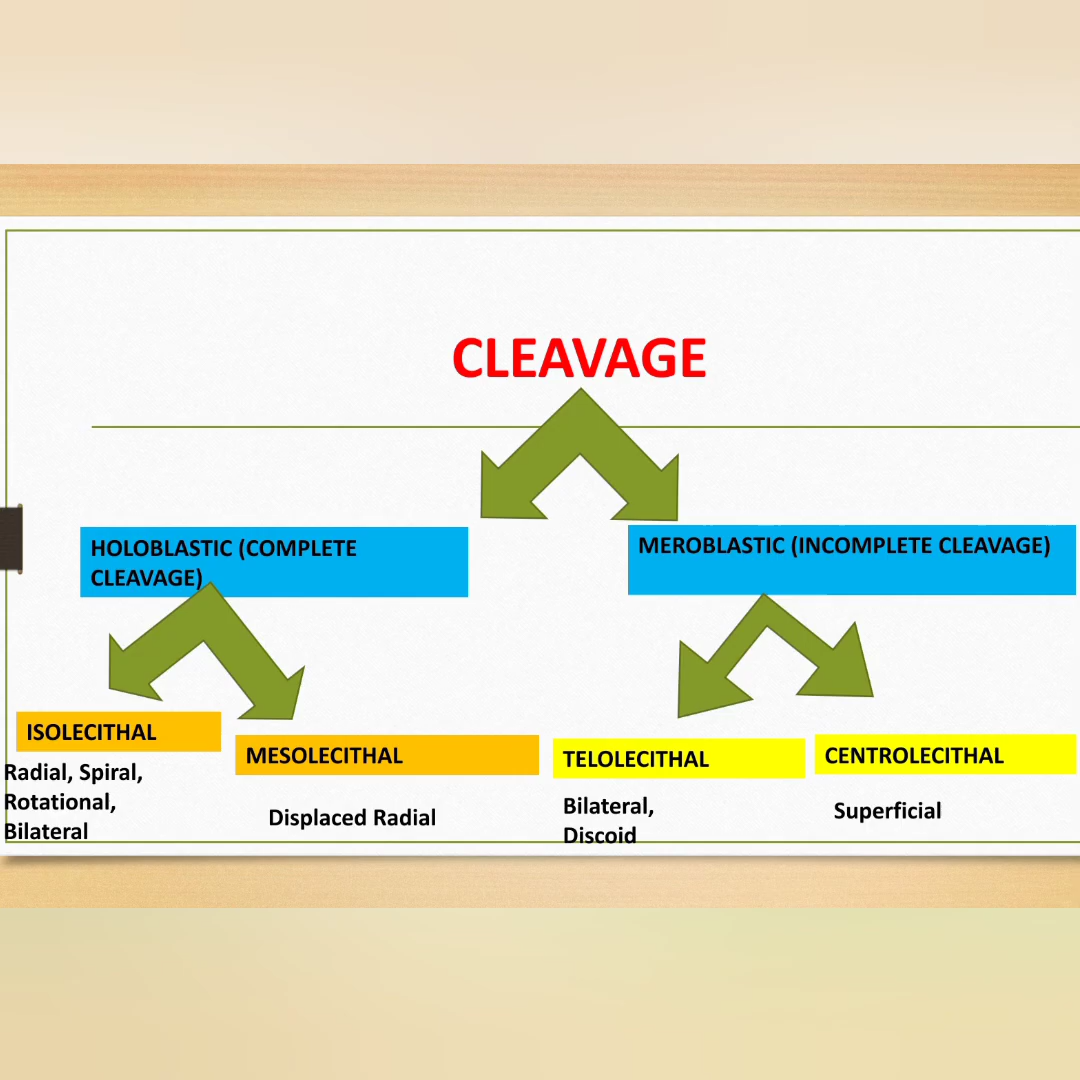 CLEAVAGE
HOLOBLASTIC (COMPLETE
CLEAVAGE)
MEROBLASTIC (INCOMPLETE CLEAVAGE)
ISOLECITHAL
Radial, Spiral,
Rotational,
Bilateral
MESOLECITHAL
Displaced Radial
TELOLECITHAL
Bilateral,
Discoid
CENTROLECITHAL
Superficial